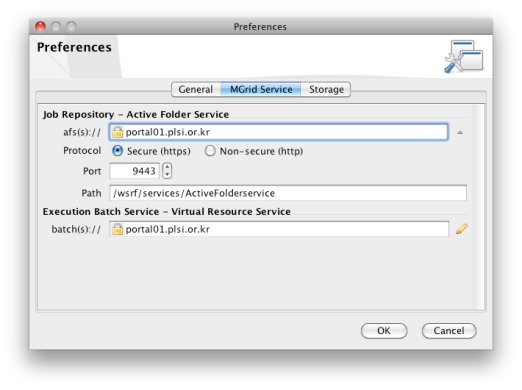 Preferences
Preferences
General MGrid Service Storage
Job Repository – Active Folder Service
afs(s):// portal01.plsi.or.kr
Protocol Secure (https) Non-secure (http)
Port 9443
Path /wsrf/services/ActiveFolderservice
Execution Batch Service – Virtual Resource Service
batch(s):// portal01.plsi.or.kr
OK Cancel